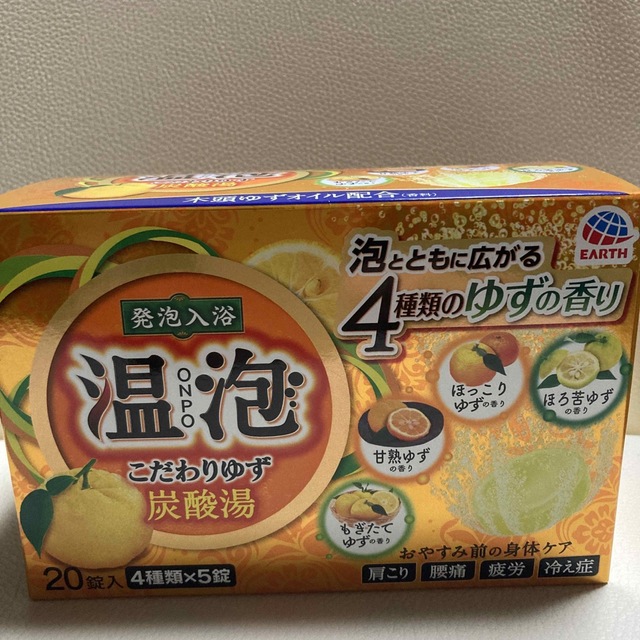 木頭ゆずオイル配合(香料)
EARTH
泡とともに広がる
4種類のゆずの香り
発泡入浴
温泡
ONPO
こだわりゆず
炭酸湯
ほっこり
ゆずの香り
ほろ苦ゆず
の香り
甘熟ゆず
の香り
もぎたて
ゆずの香り
20錠入 4種類×5錠
おやすみ前の身体ケア
肩こり 腰痛 疲労 冷え症